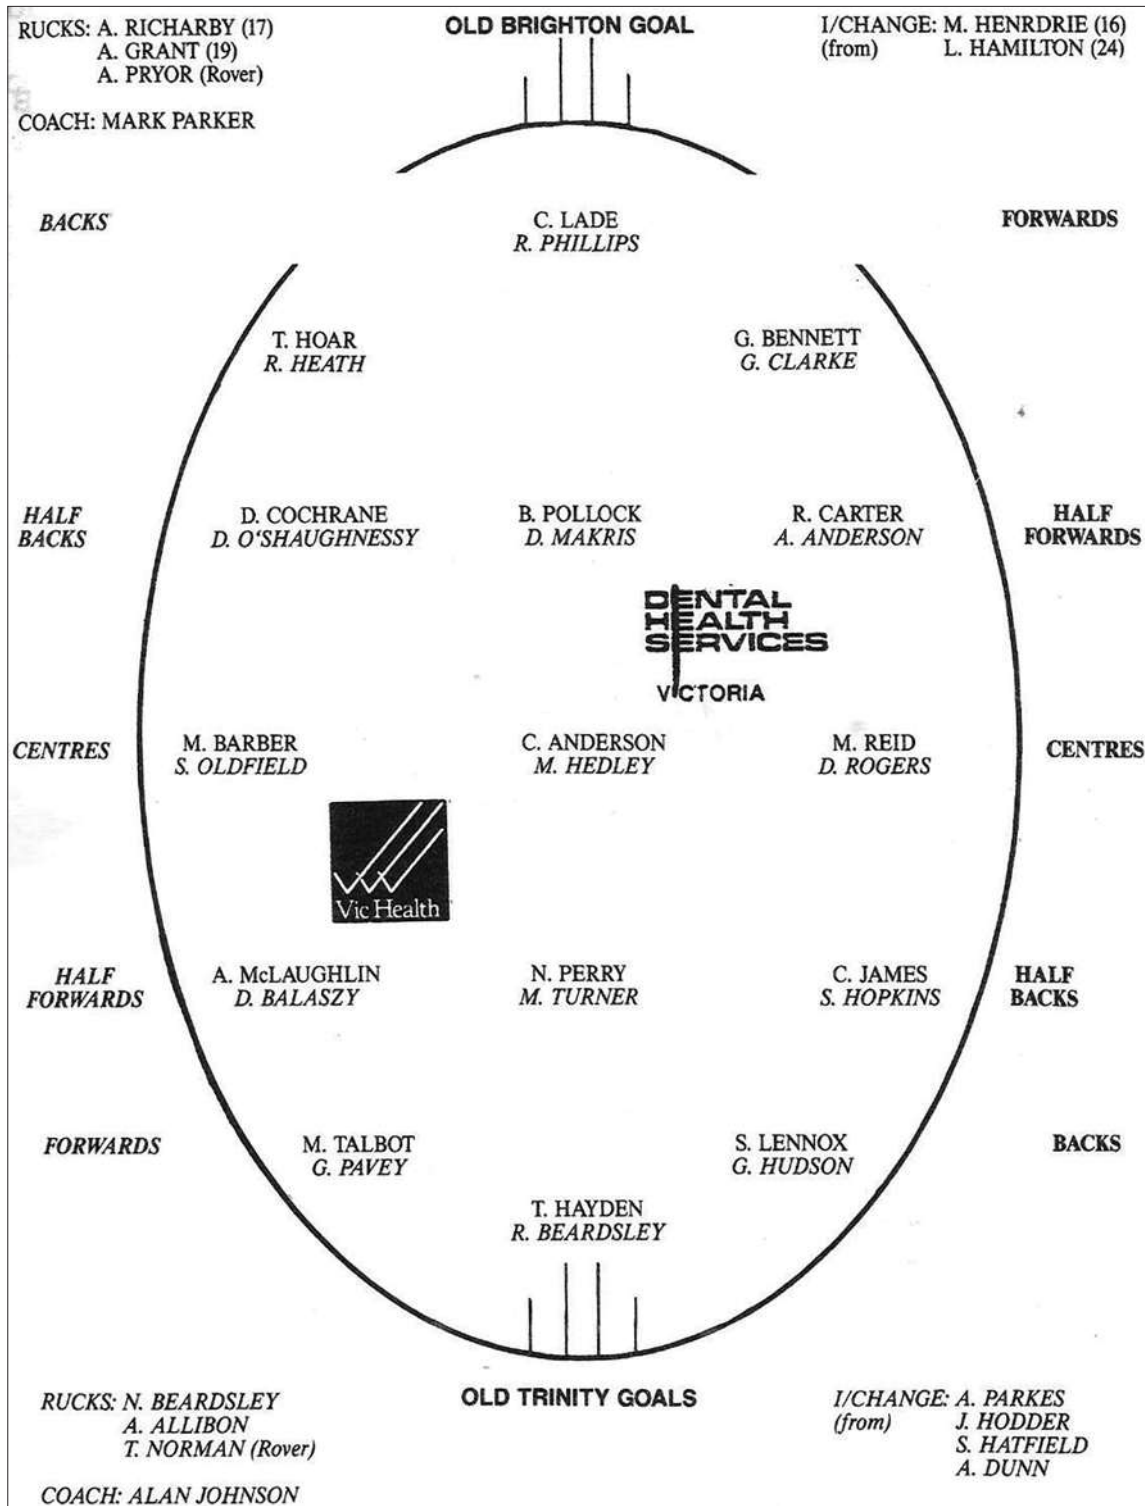 RUCKS: A. RICHARBY (17)
A. GRANT (19)
A. PRYOR (Rover)
COACH: MARK PARKER
OLD BRIGHTON GOAL
I/CHANGE: M. HENRDRIE (16)
(from) L. HAMILTON (24)
BACKS
C. LADE
R. PHILLIPS
FORWARDS
T. HOAR
R. HEATH
G. BENNETT
G. CLARKE
HALF
BACKS
D. COCHRANE
D. O'SHAUGHNESSY
B. POLLOCK
D. MAKRIS
R. CARTER
A. ANDERSON
HALF
FORWARDS
DENTAL
HEALTH
SERVICES
VICTORIA
CENTRES
M. BARBER
S. OLDFIELD
C. ANDERSON
M. HEDLEY
M. REID
D. ROGERS
CENTRES
Vic Health
HALF
FORWARDS
A. McLAUGHLIN
D. BALASZY
N. PERRY
M. TURNER
C. JAMES
S. HOPKINS
HALF
BACKS
FORWARDS
M. TALBOT
G. PAVEY
S. LENNOX
G. HUDSON
BACKS
T. HAYDEN
R. BEARDSLEY
RUCKS: N. BEARDSLEY
A. ALLIBON
T. NORMAN (Rover)
COACH: ALAN JOHNSON
OLD TRINITY GOALS
I/CHANGE: A. PARKES
(from) J. HODDER
S. HATFIELD
A. DUNN